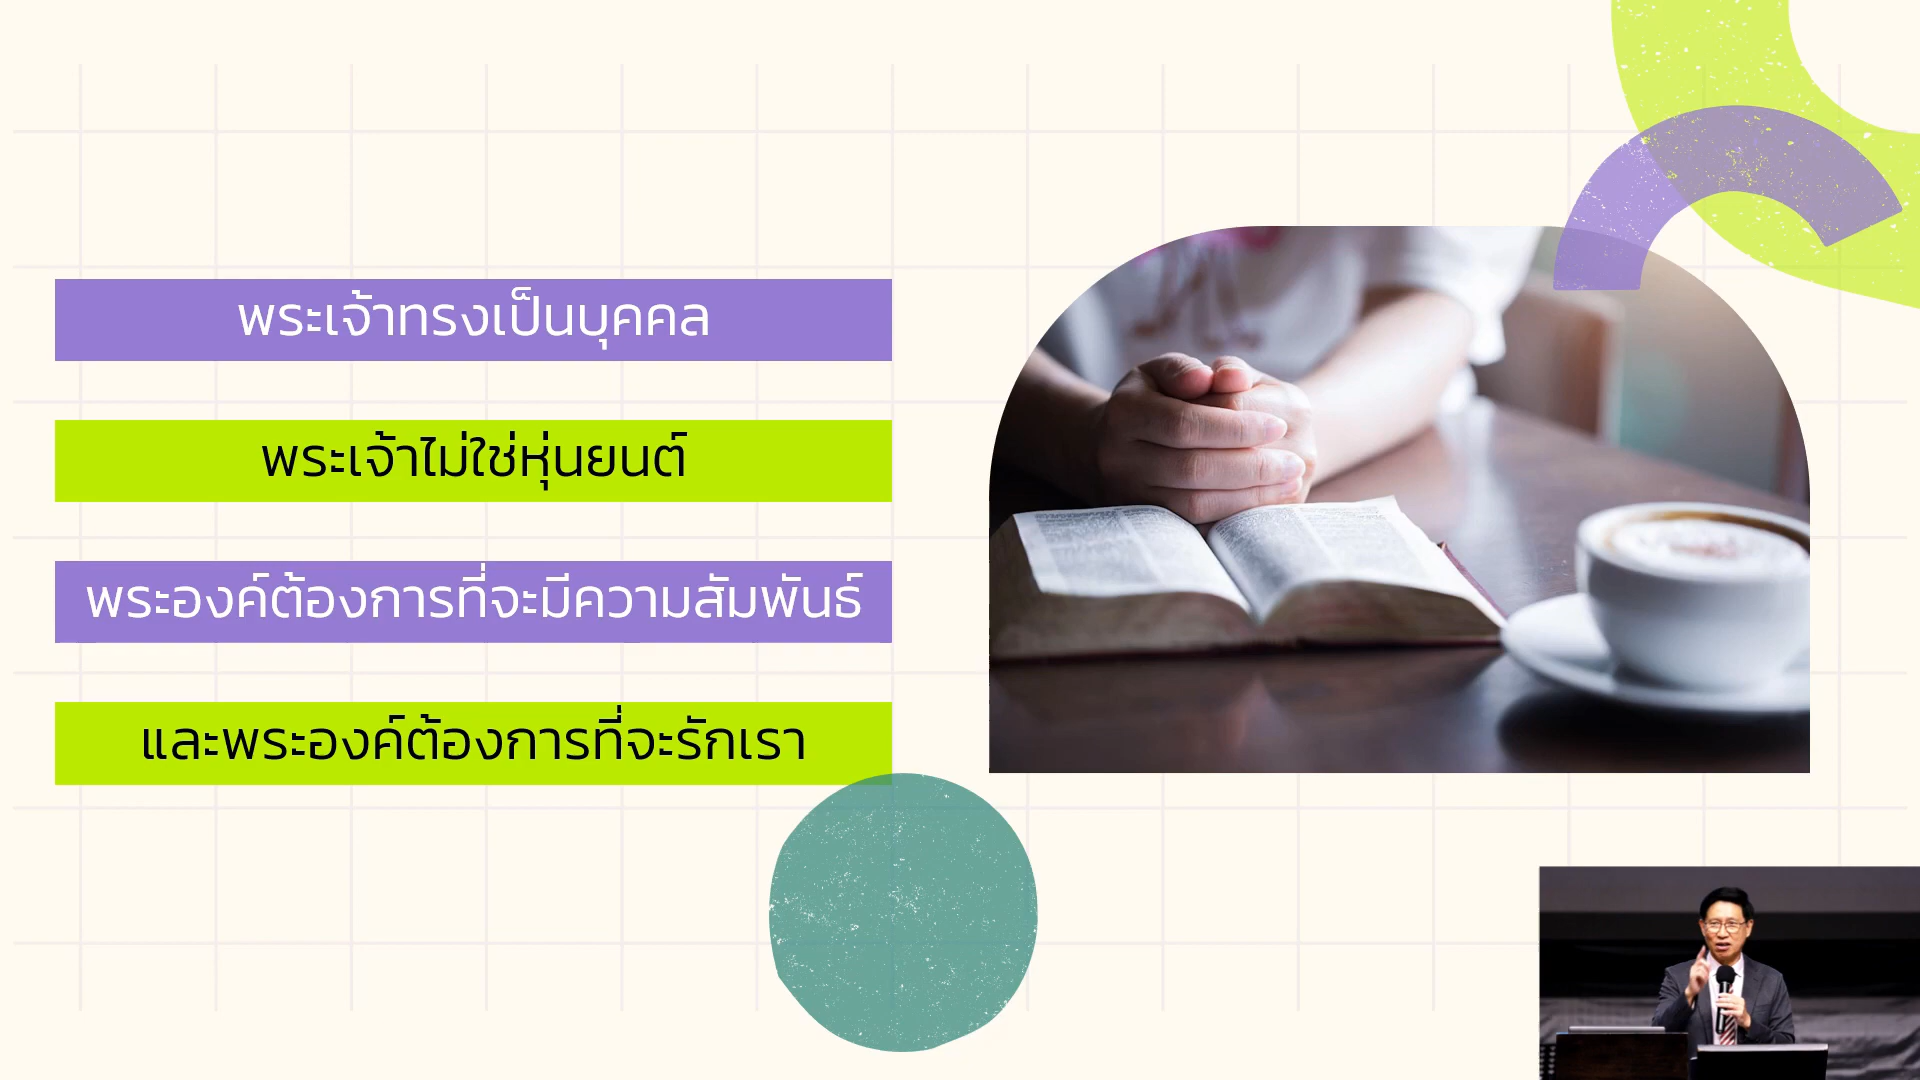 พระเจ้าทรงเป็นบุคคล
พระเจ้าไม่ใช่หุ่นยนต์
พระองค์ต้องการที่จะมีความสัมพันธ์
และพระองค์ต้องการที่จะรักเรา